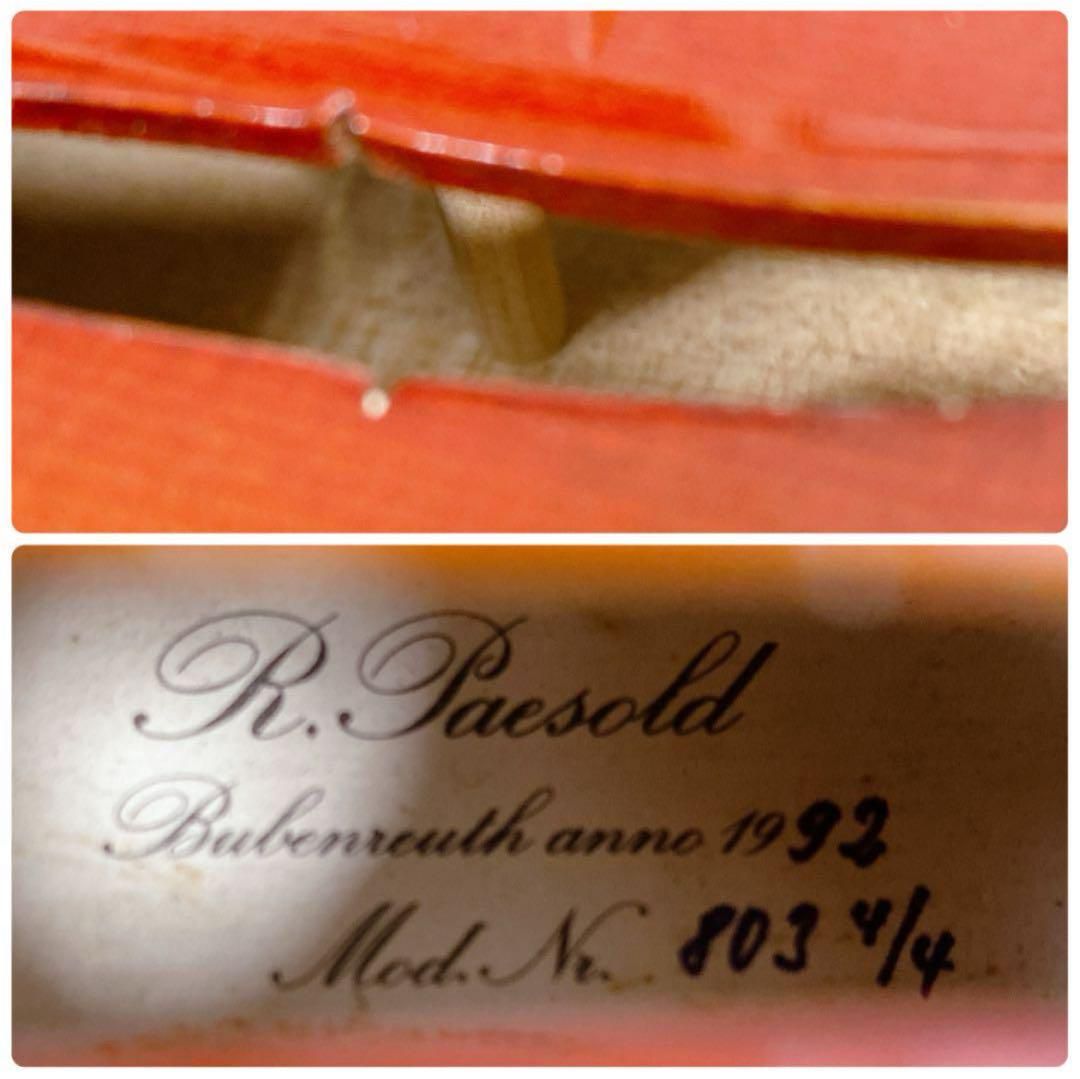 R. Paesold
Bubenreuth anno 1992
Mod. Nr. 803 4/4